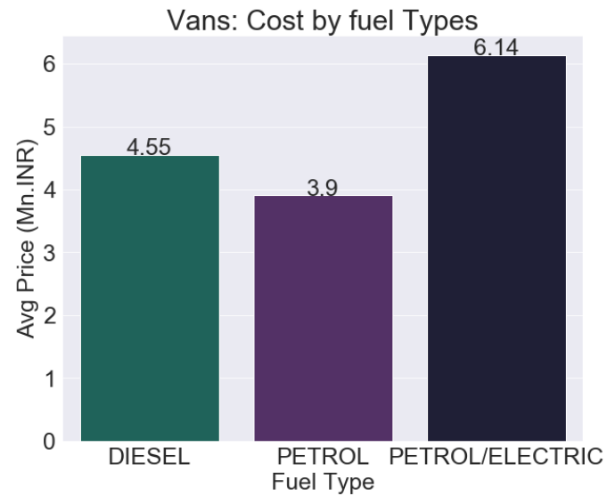 Vans: Cost by fuel Types
6.14
4.55
3.9
Avg Price (Mn.INR)
6
5
4
3
2
1
0
DIESEL PETROL PETROL/ELECTRIC
Fuel Type